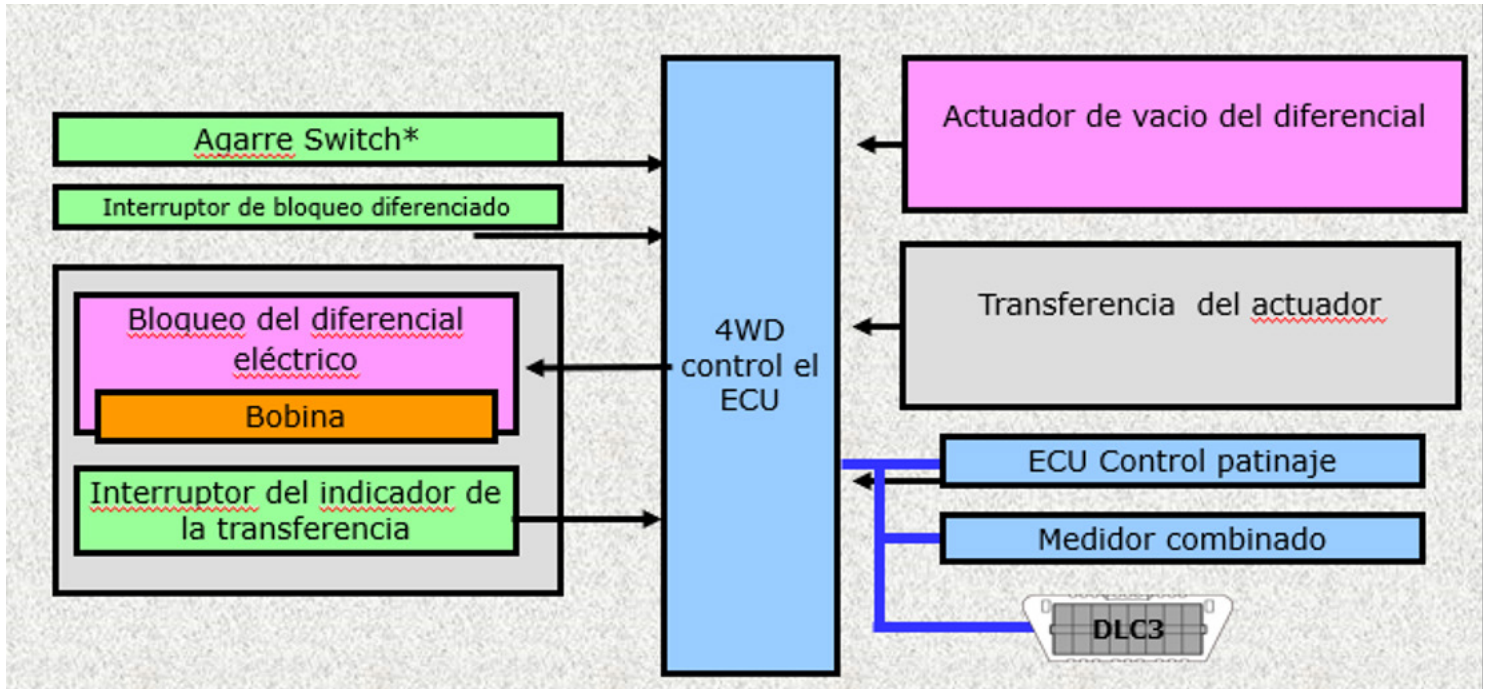 Agarre Switch*
Interruptor de bloqueo diferenciado
Bloqueo del diferencial
eléctrico
Bobina
Interruptor del indicador de
la transferencia
4WD
control el
ECU
Actuador de vacio del diferencial
Transferencia del actuador
ECU Control patinaje
Medidor combinado
DLC3